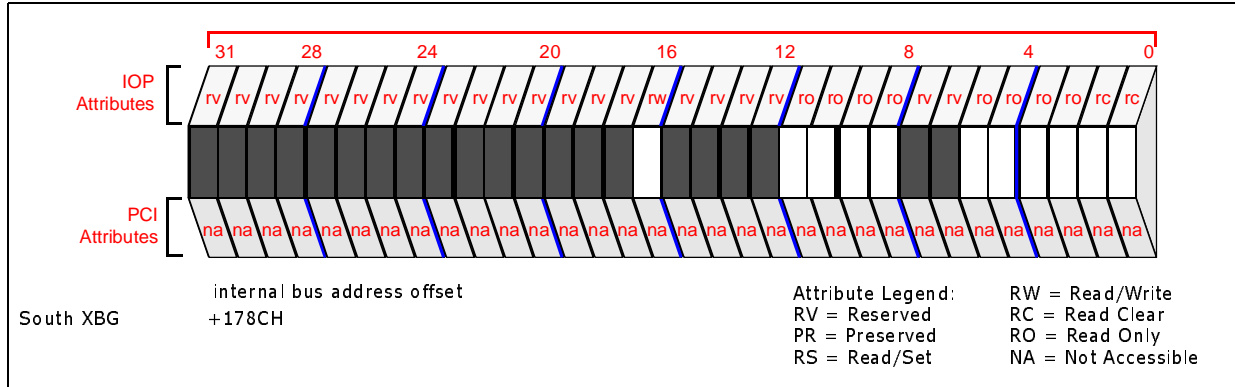 31 28 24 20 16 12 8 4 0
IOP
Attributes
rv rv rv rv rv rv rv rv rv rv rv rv rv rv rv rw rv rv rv rv ro ro ro ro rv rv ro ro ro ro rc rc
PCI
Attributes
na na na na na na na na na na na na na na na na na na na na na na na na na na na na na na na na
internal bus address offset
South XBG +178CH
Attribute Legend:
RV = Reserved
PR = Preserved
RS = Read/Set
RW = Read/Write
RC = Read Clear
RO = Read Only
NA = Not Accessible